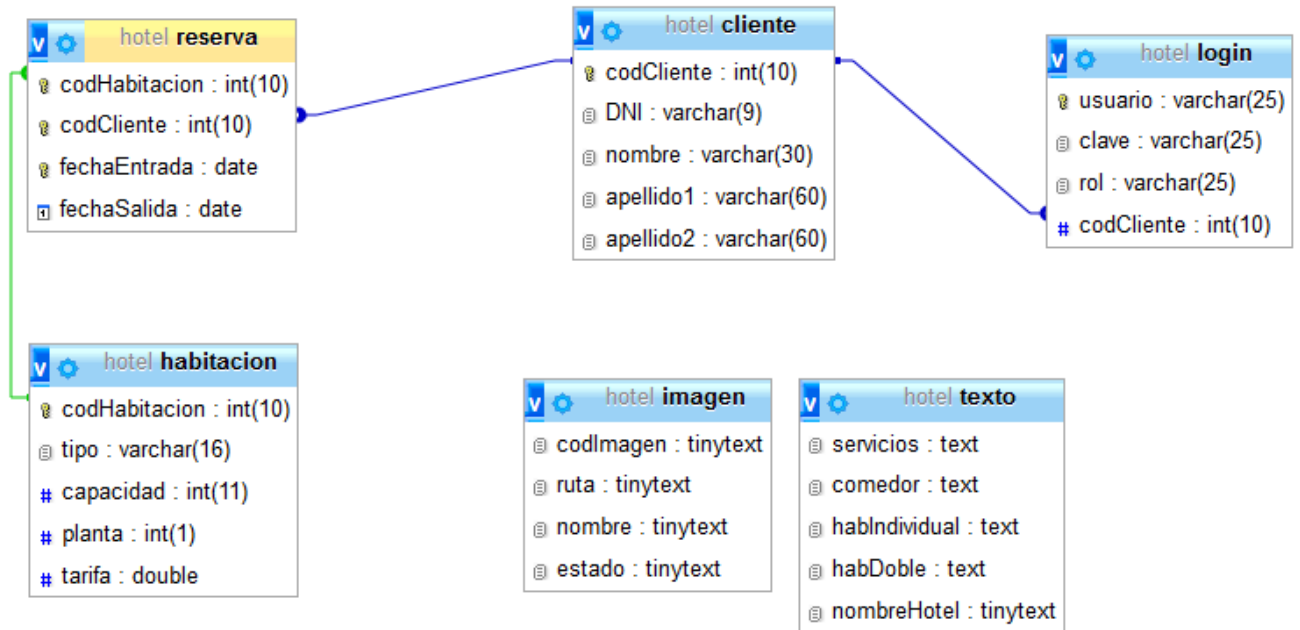 v hotel reserva
codHabitacion : int(10)
codCliente : int(10)
fechaEntrada : date
1 fechaSalida : date
v hotel cliente
codCliente : int(10)
DNI : varchar(9)
nombre : varchar(30)
apellido1 : varchar(60)
apellido2 : varchar(60)
v hotel login
usuario : varchar(25)
clave : varchar(25)
rol : varchar(25)
# codCliente : int(10)
v hotel habitacion
codHabitacion : int(10)
tipo : varchar(16)
# capacidad : int(11)
# planta : int(1)
# tarifa : double
v hotel imagen
codImagen : tinytext
ruta : tinytext
nombre : tinytext
estado : tinytext
v hotel texto
servicios : text
comedor : text
habIndividual : text
habDoble : text
nombreHotel : tinytext